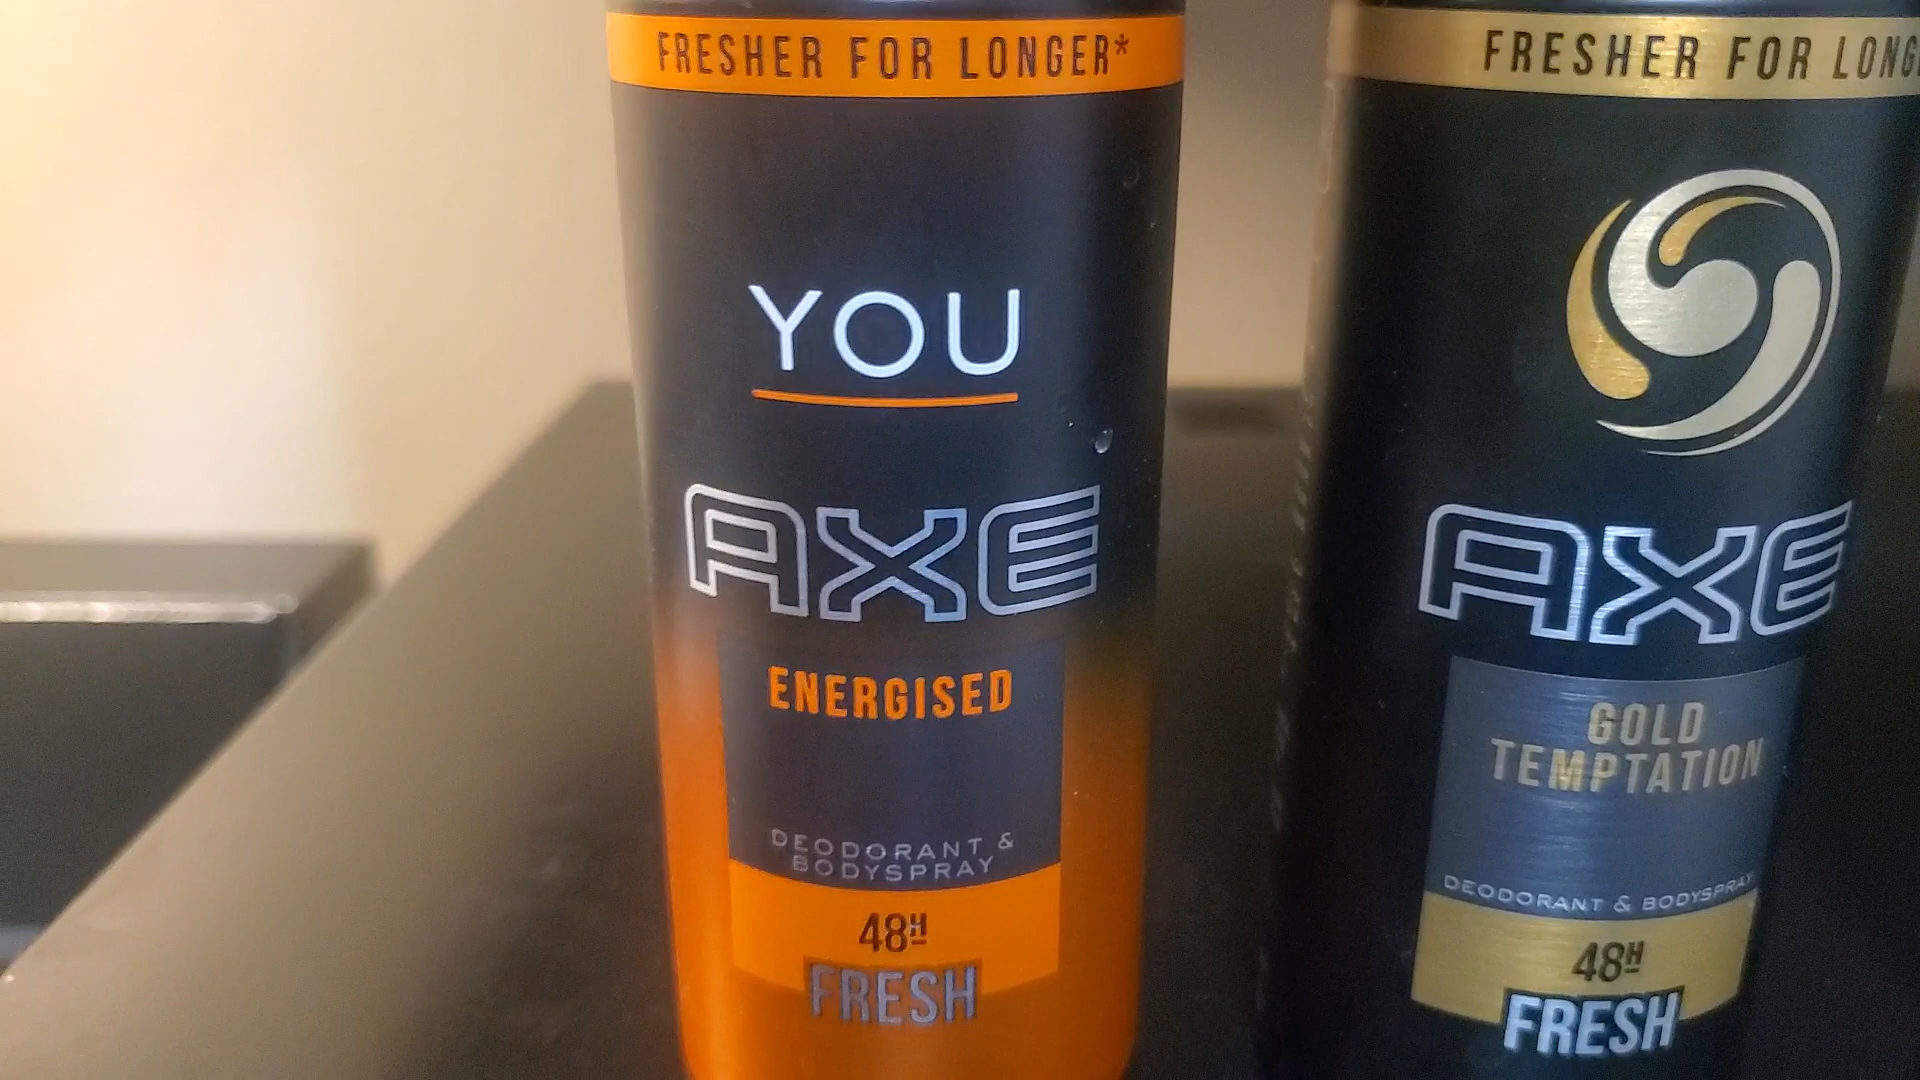 FRESHER FOR LONGER*
YOU
AXE
ENERGISED
DEODORANT &
BODYSPRAY
48H
FRESH
FRESHER FOR
AXE
GOLD
TEMPTATION
DEODORANT & BODYSPRAY
48H
FRESH